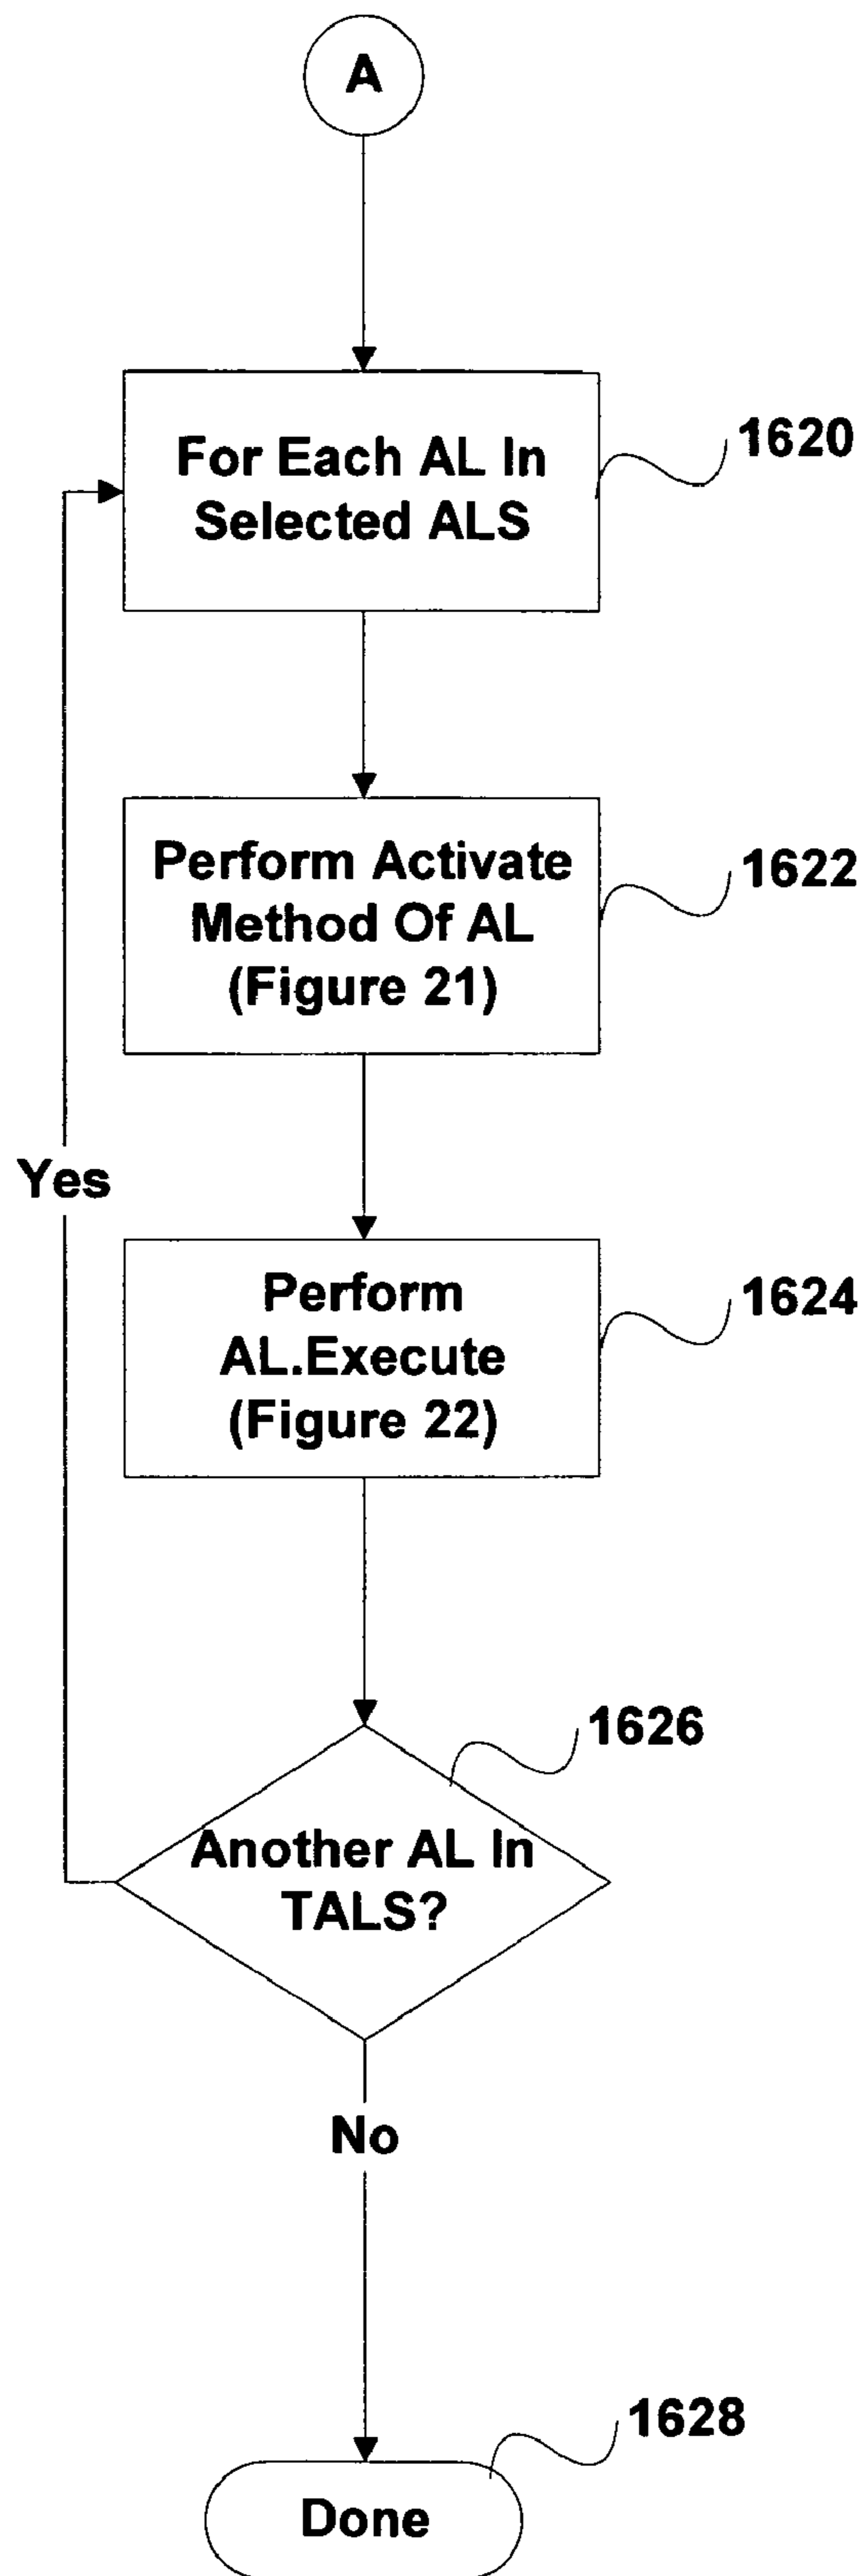 A
For Each AL In
Selected ALS
1620
Perform Activate
Method Of AL
(Figure 21)
1622
Yes
Perform
AL.Execute
(Figure 22)
1624
1626
Another AL In
TALS?
No
1628
Done